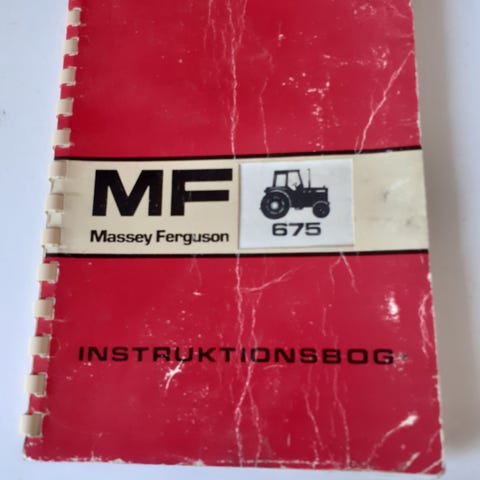 MF
Massey Ferguson
675
INSTRUKTIONSBOG